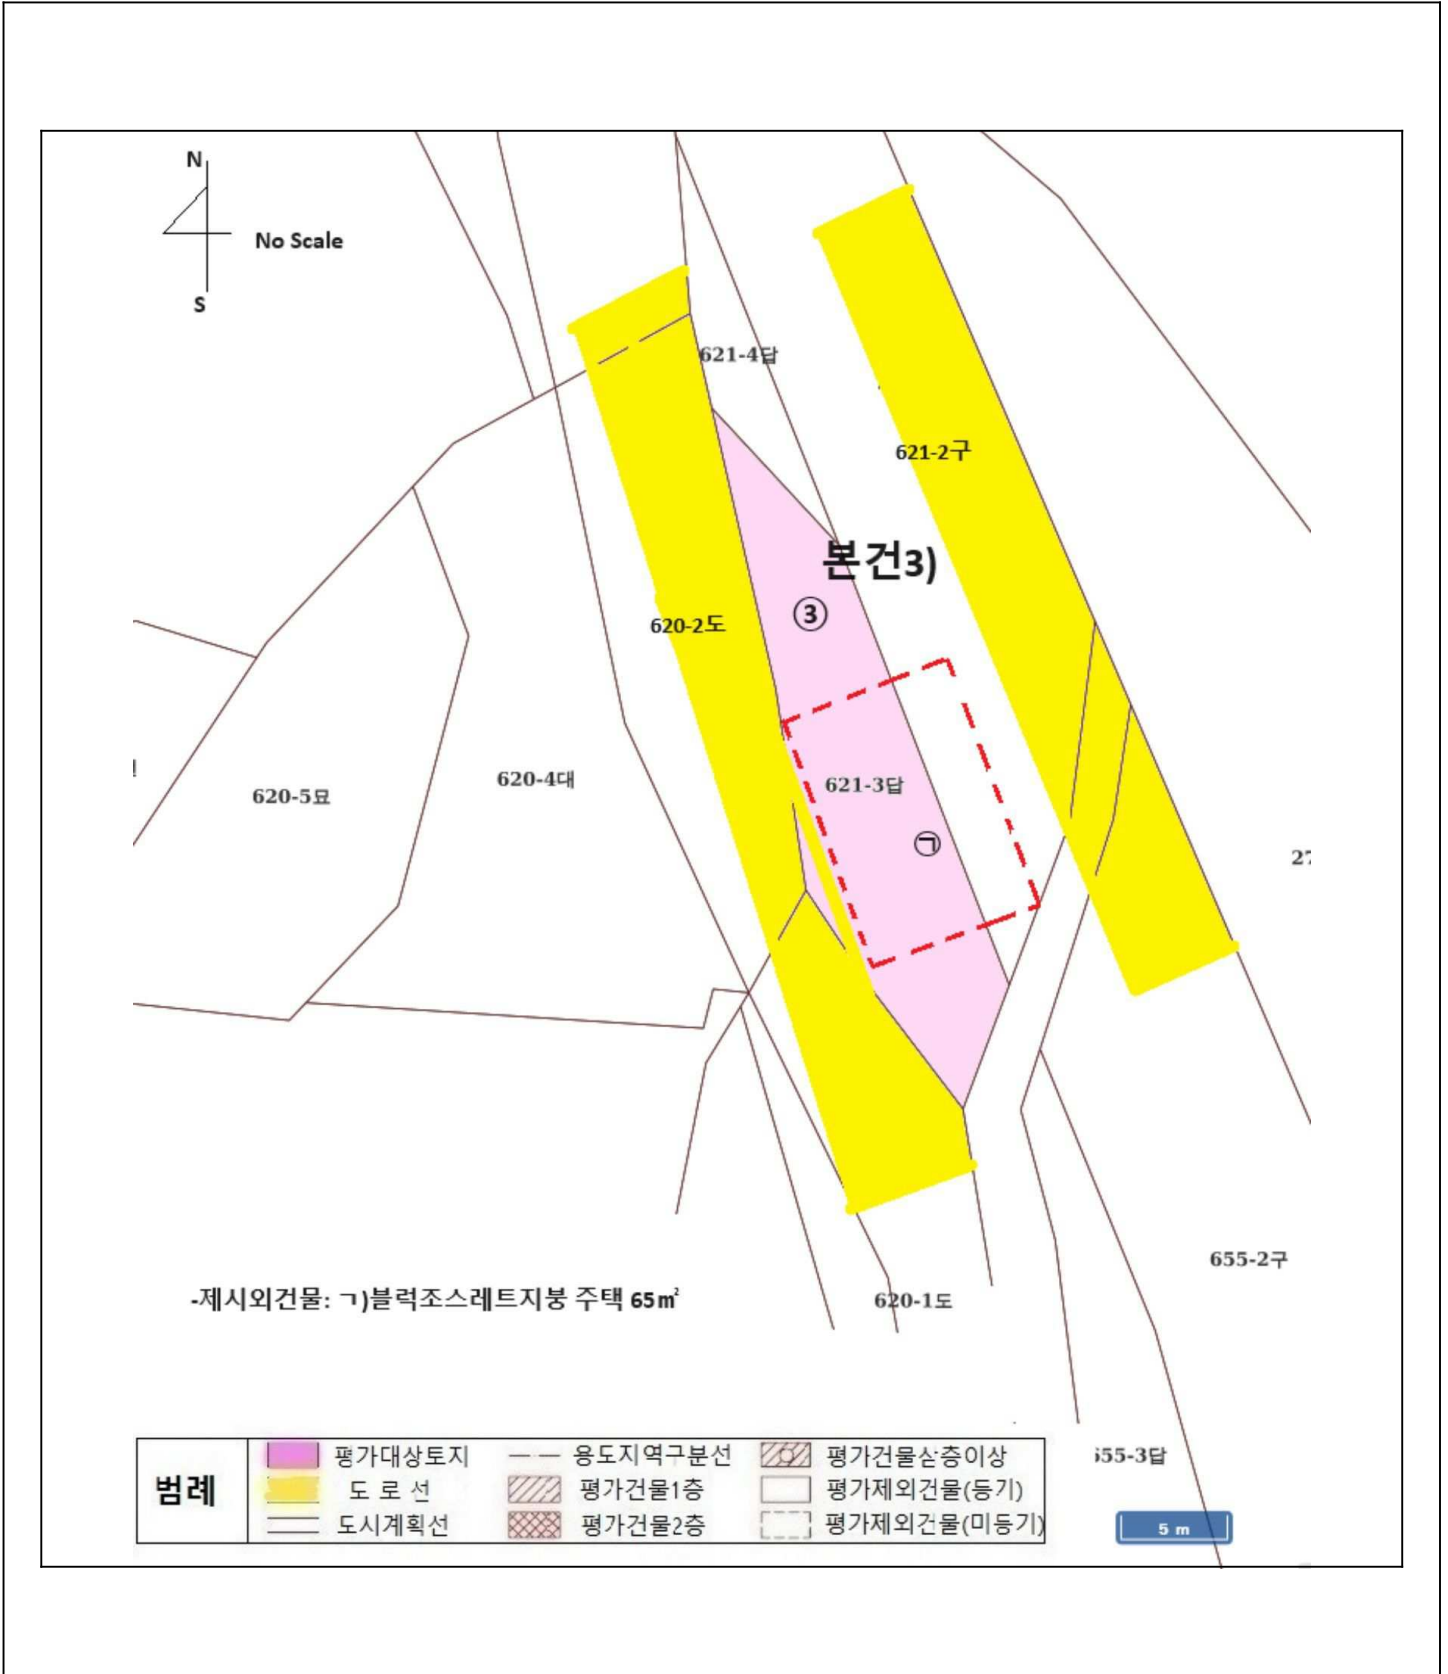 N
No Scale
S
621-4답
621-2구
본건3)
③
620-2도
621-3답
620-4대
620-5묘
㉠
27
655-2구
-제시외건물: ㄱ)블럭조스레트지붕 주택 65㎡
620-1도
범례
평가대상토지 용도지역구분선 평가건물삼층이상
도 로 선 평가건물1층 평가제외건물(등기)
도시계획선 평가건물2층 평가제외건물(미등기)
55-3답
5 m